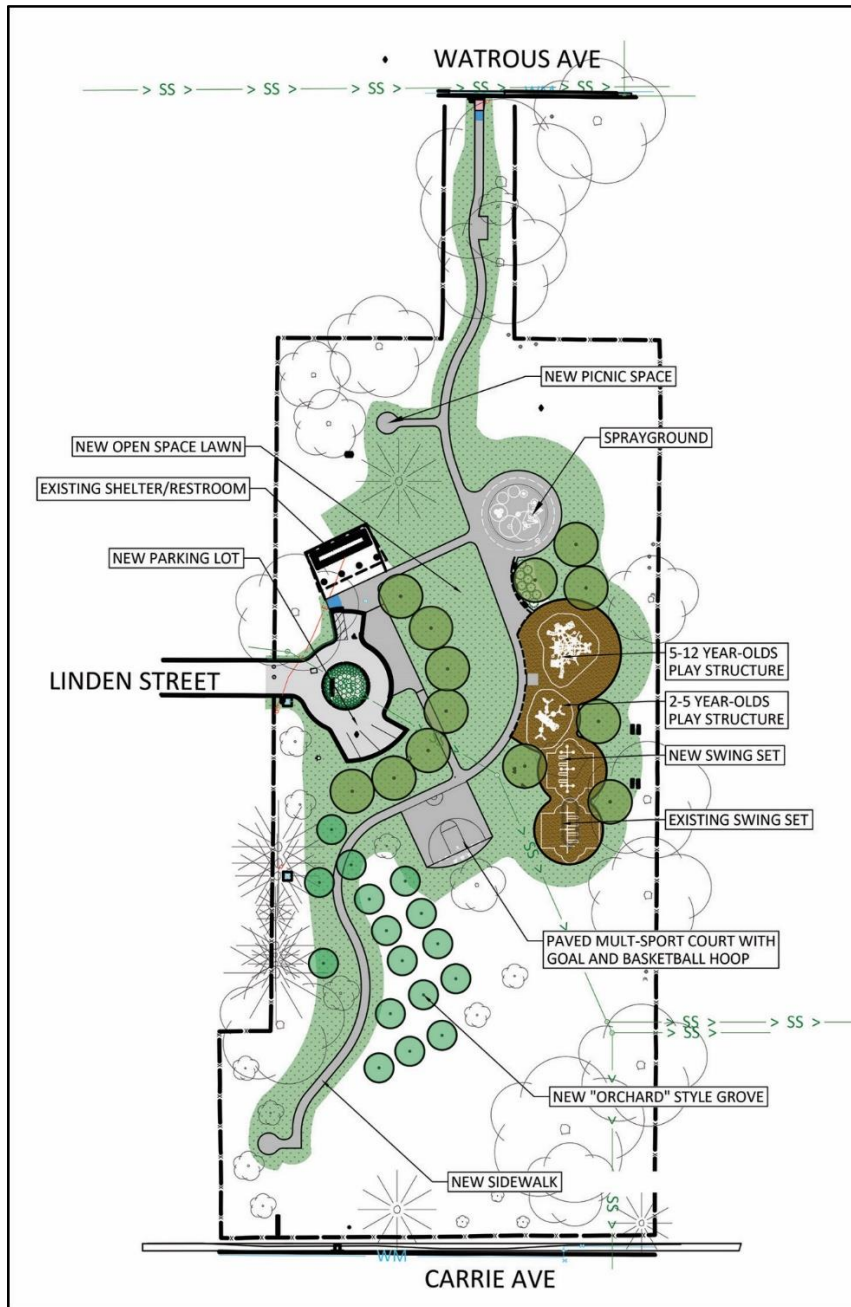 WATROUS AVE
> SS > > SS > > SS > > SS > > SS >
NEW PICNIC SPACE
SPRAYGROUND
NEW OPEN SPACE LAWN
EXISTING SHELTER/RESTROOM
NEW PARKING LOT
LINDEN STREET
5-12 YEAR-OLDS
PLAY STRUCTURE
2-5 YEAR-OLDS
PLAY STRUCTURE
NEW SWING SET
EXISTING SWING SET
> SS >
PAVED MULT-SPORT COURT WITH
GOAL AND BASKETBALL HOOP
SS
> SS > > SS >
> SS >
NEW "ORCHARD" STYLE GROVE
NEW SIDEWALK
SS
WM
CARRIE AVE